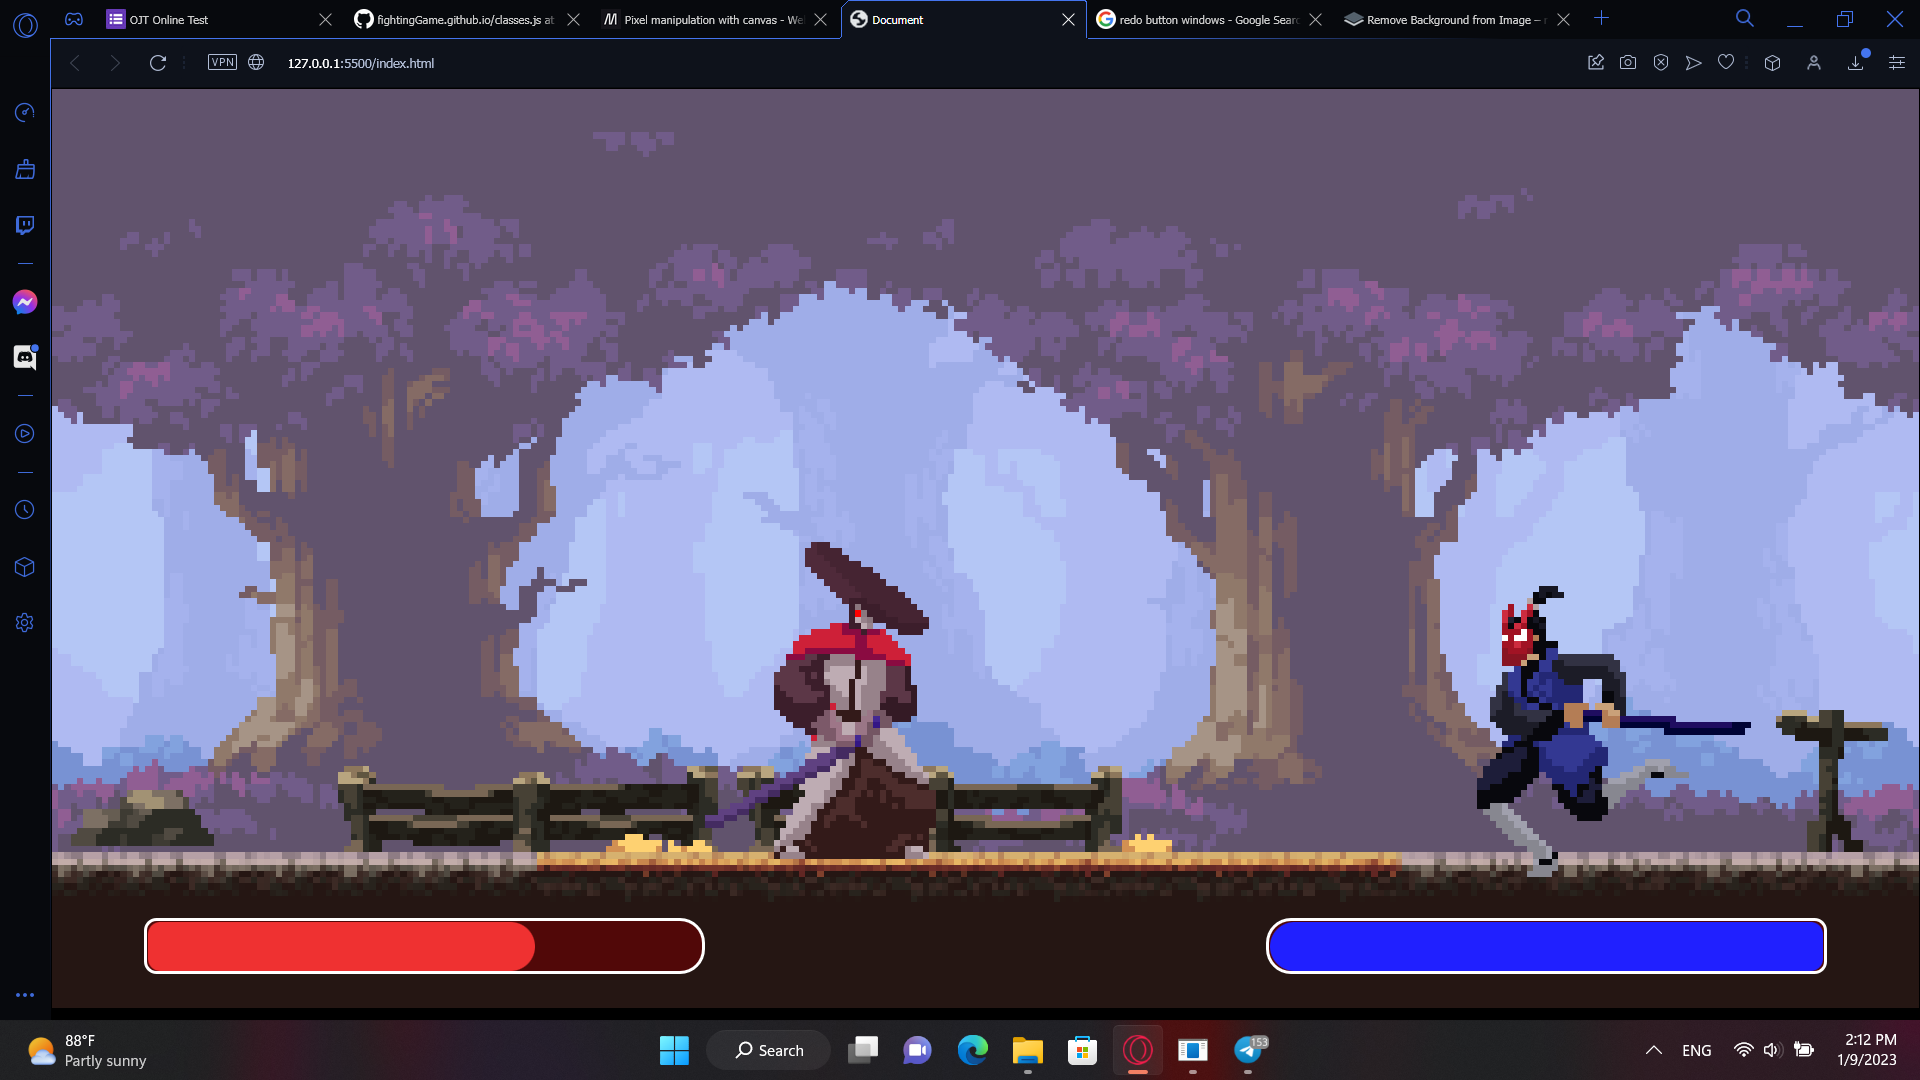 OJT Online Test
fightingGame.github.io/classes.js at
Pixel manipulation with canvas - We
Document
redo button windows - Google Sear
Remove Background from Image –
VPN
127.0.0.1:5500/index.html
88°F
Partly sunny
Search
153
ENG
2:12 PM
1/9/2023